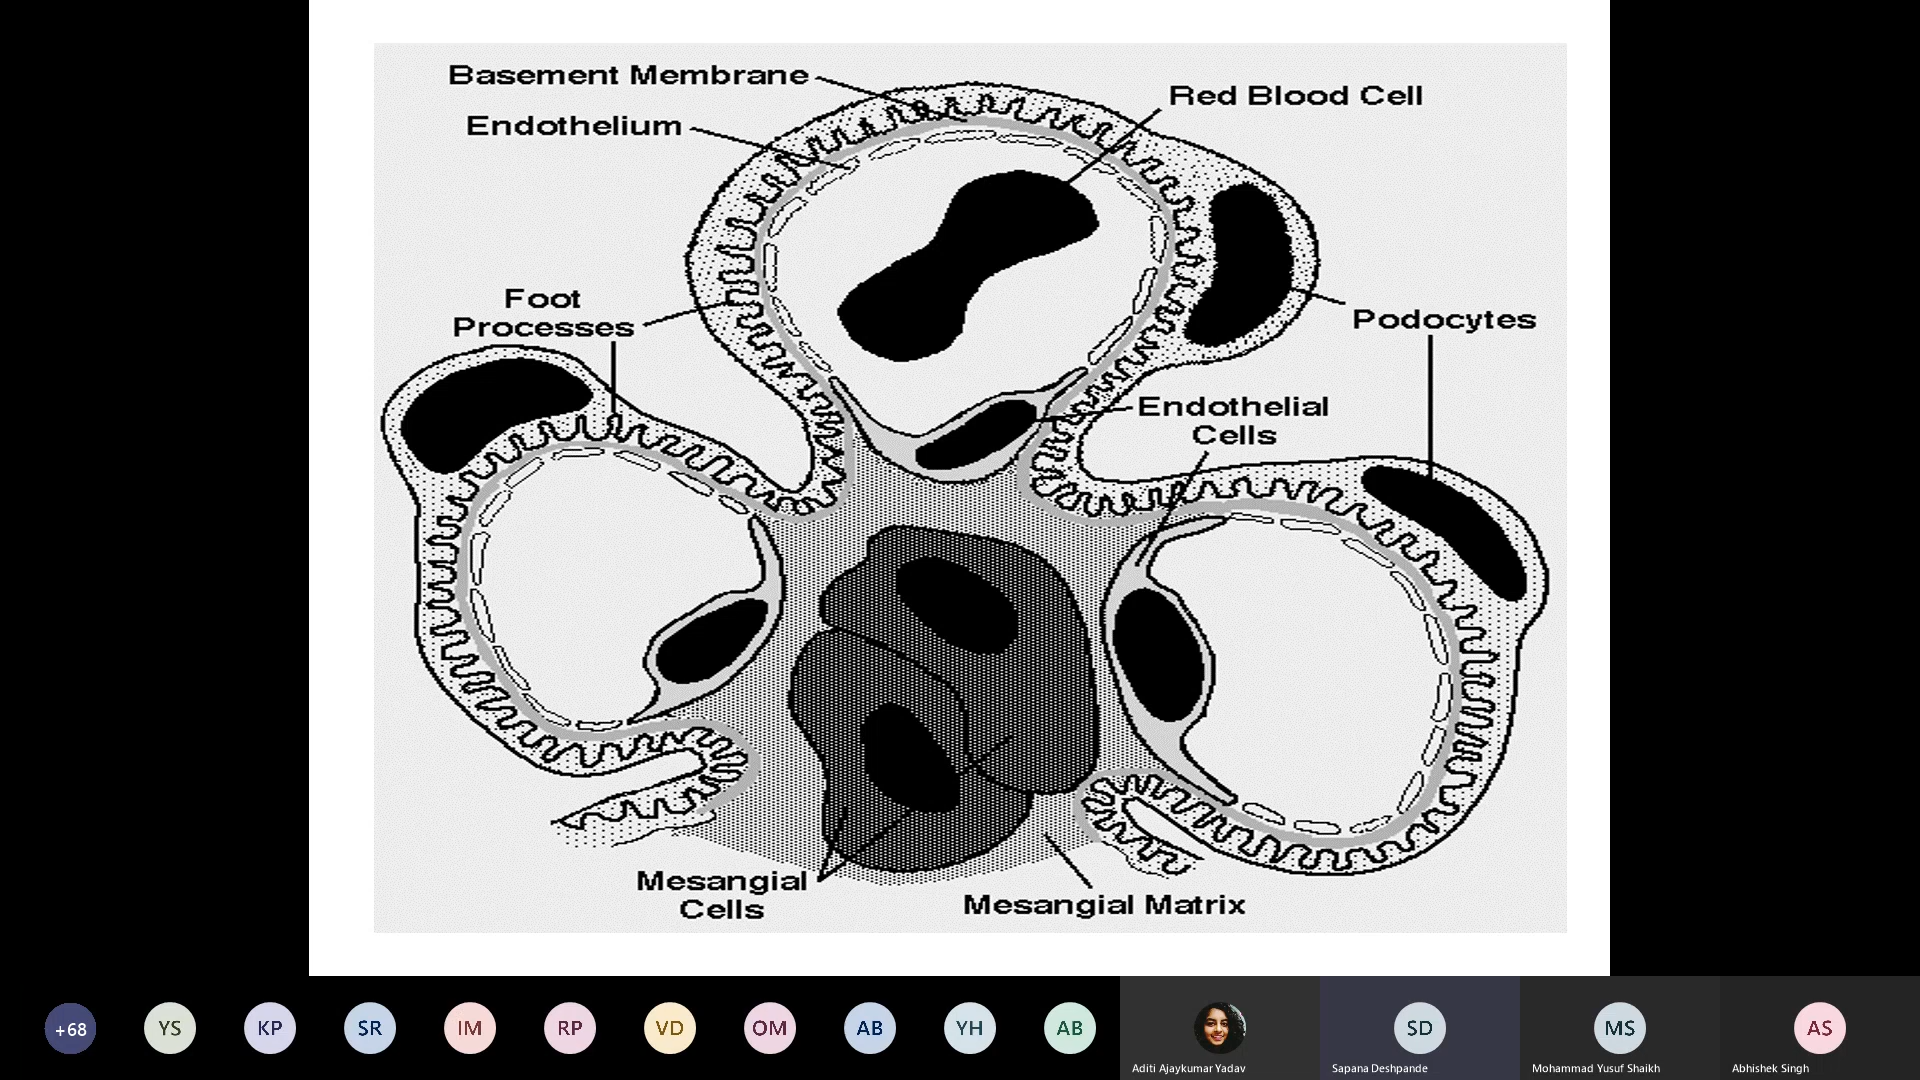 Basement Membrane
Red Blood Cell
Endothelium
Foot
Processes
Podocytes
Endothelial
Cells
Mesangial
Cells
Mesangial Matrix
+68
YS
KP
SR
IM
RP
VD
OM
AB
YH
AB
SD
MS
AS
Aditi Ajaykumar Yadav
Sapana Deshpande
Mohammad Yusuf Shaikh
Abhishek Singh